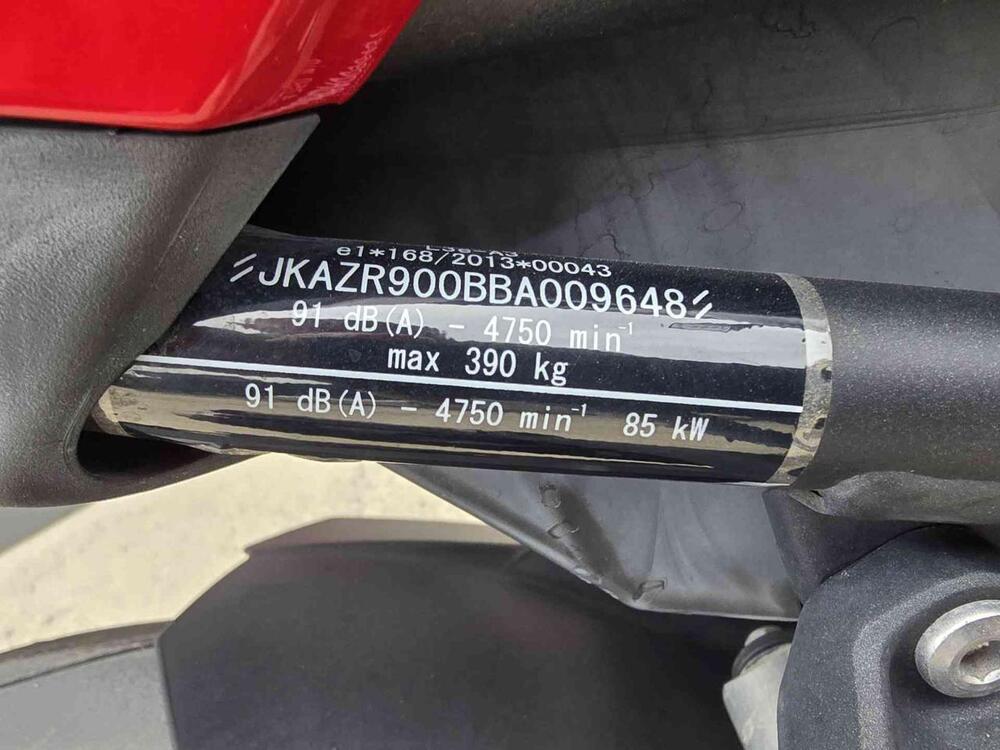 e1*168/2013*00043
JKAZR900BBA009648
91 dB(A) - 4750 min⁻¹
max 390 kg
91 dB(A) - 4750 min⁻¹ 85 kW